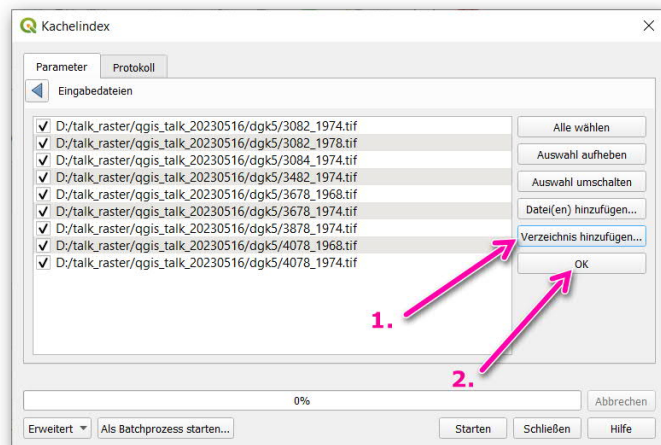 Kachelindex
Parameter
Protokoll
Eingabedateien
D:/talk_raster/qgis_talk_20230516/dgk5/3082_1974.tif
D:/talk_raster/qgis_talk_20230516/dgk5/3082_1978.tif
D:/talk_raster/qgis_talk_20230516/dgk5/3084_1974.tif
D:/talk_raster/qgis_talk_20230516/dgk5/3482_1974.tif
D:/talk_raster/qgis_talk_20230516/dgk5/3678_1968.tif
D:/talk_raster/qgis_talk_20230516/dgk5/3678_1974.tif
D:/talk_raster/qgis_talk_20230516/dgk5/3878_1974.tif
D:/talk_raster/qgis_talk_20230516/dgk5/4078_1968.tif
D:/talk_raster/qgis_talk_20230516/dgk5/4078_1974.tif
Alle wählen
Auswahl aufheben
Auswahl umschalten
Datei(en) hinzufügen...
Verzeichnis hinzufügen...
OK
1.
2.
0%
Abbrechen
Erweitert
Als Batchprozess starten...
Starten
Schließen
Hilfe